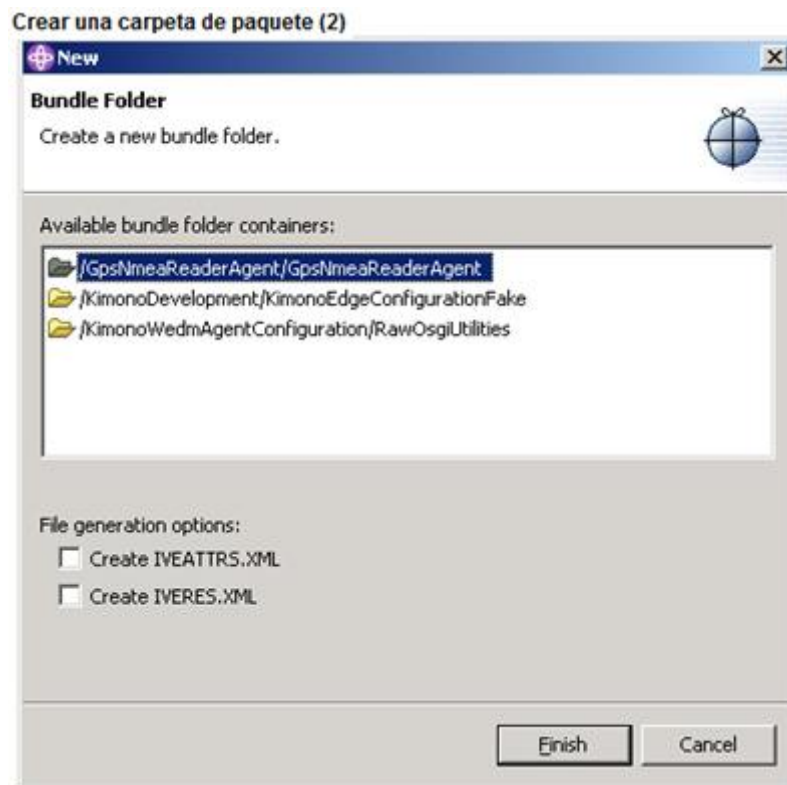 Crear una carpeta de paquete (2)
New
Bundle Folder
Create a new bundle folder.
Available bundle folder containers:
/GpsNmeaReaderAgent/GpsNmeaReaderAgent
/KimonoDevelopment/KimonoEdgeConfigurationFake
/KimonoWedmAgentConfiguration/RawOsgiUtilities
File generation options:
Create IVEATTRS.XML
Create IVERES.XML
Finish Cancel